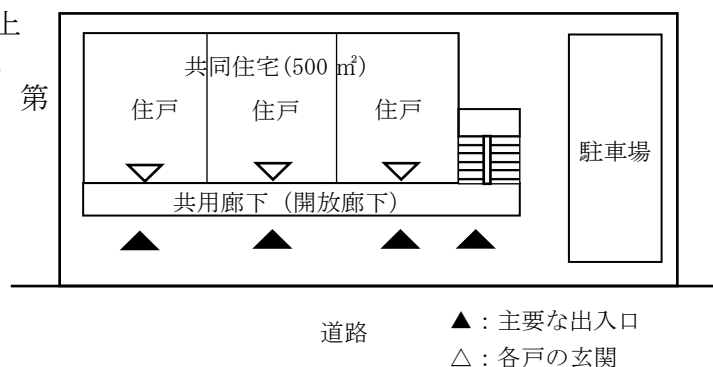 上
第
共同住宅(500 ㎡)
住戸 住戸 住戸
駐車場
共用廊下（開放廊下）
道路
▲：主要な出入口
△：各戸の玄関